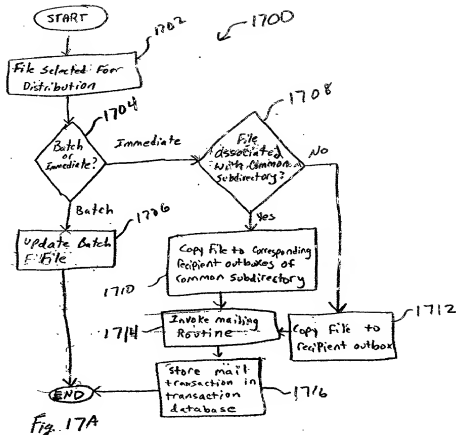 START
1700
1702
File Selected For
Distribution
1704
Batch
or
Immediate?
Immediate
1708
File
Associated
With Common
Subdirectory?
No
Batch
1706
Update Batch
File
Yes
Copy File to Corresponding
recipient outboxes of
common subdirectory
1710
1714
Invoke mailing
Routine
1712
Copy File to
recipient outbox
Store mail
transaction in
transaction
database
1716
END
Fig. 17A